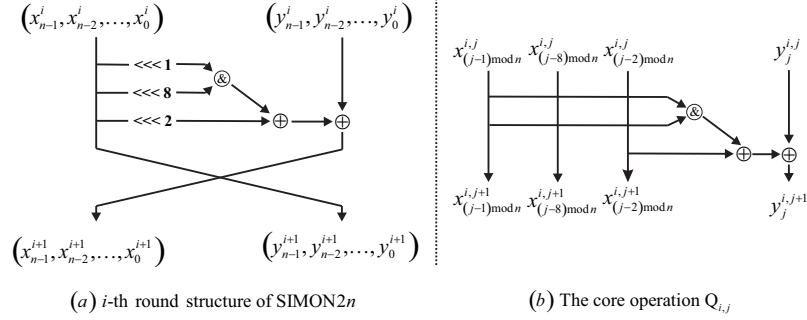 (x^i_{n-1}, x^i_{n-2},…, x^i_0) (y^i_{n-1}, y^i_{n-2},…, y^i_0)
<<< 1
&
<<< 8
<<< 2 ⊕ ⊕
(x^{i+1}_{n-1}, x^{i+1}_{n-2},…, x^{i+1}_0) (y^{i+1}_{n-1}, y^{i+1}_{n-2},…, y^{i+1}_0)
(a) i-th round structure of SIMON2n
x^{i,j}_{(j-1)mod n} x^{i,j}_{(j-8)mod n} x^{i,j}_{(j-2)mod n} y^{i,j}_j
&
⊕ ⊕
x^{i,j+1}_{(j-1)mod n} x^{i,j+1}_{(j-8)mod n} x^{i,j+1}_{(j-2)mod n} y^{i,j+1}_j
(b) The core operation Q_{i,j}